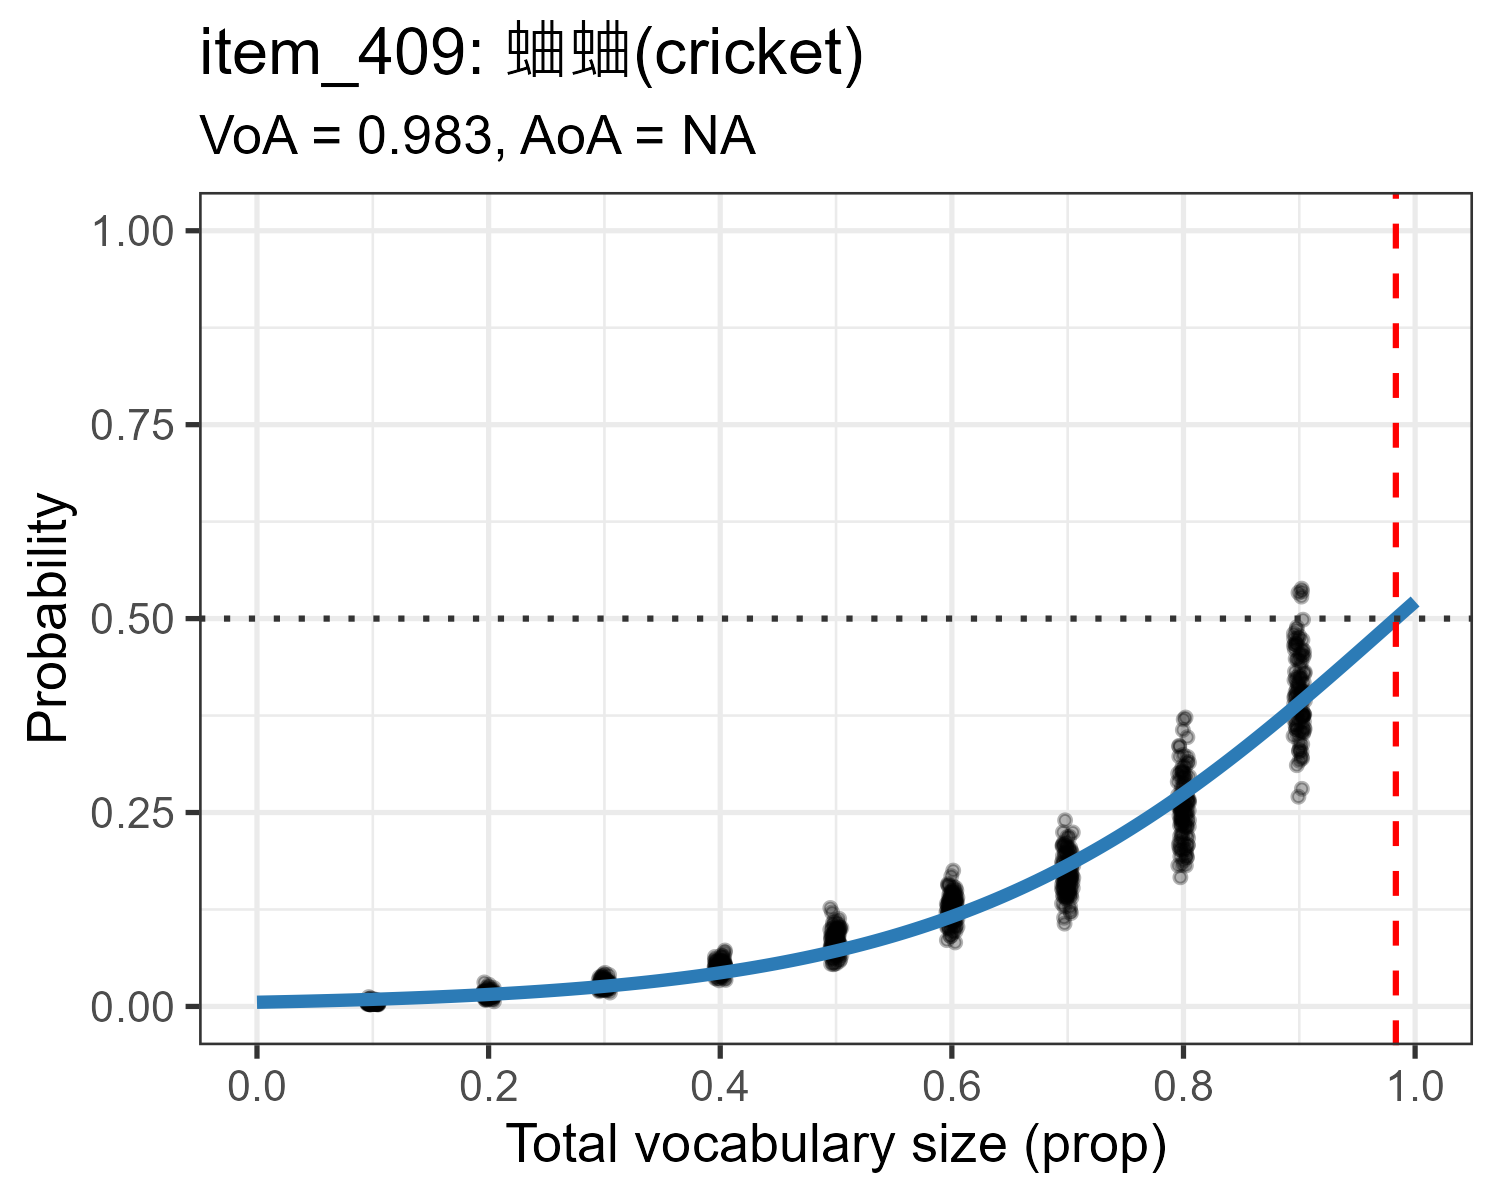 item_409: 蛐蛐(cricket)
VoA = 0.983, AoA = NA
1.00
0.75
0.50
0.25
0.00
Probability
0.0 0.2 0.4 0.6 0.8 1.0
Total vocabulary size (prop)